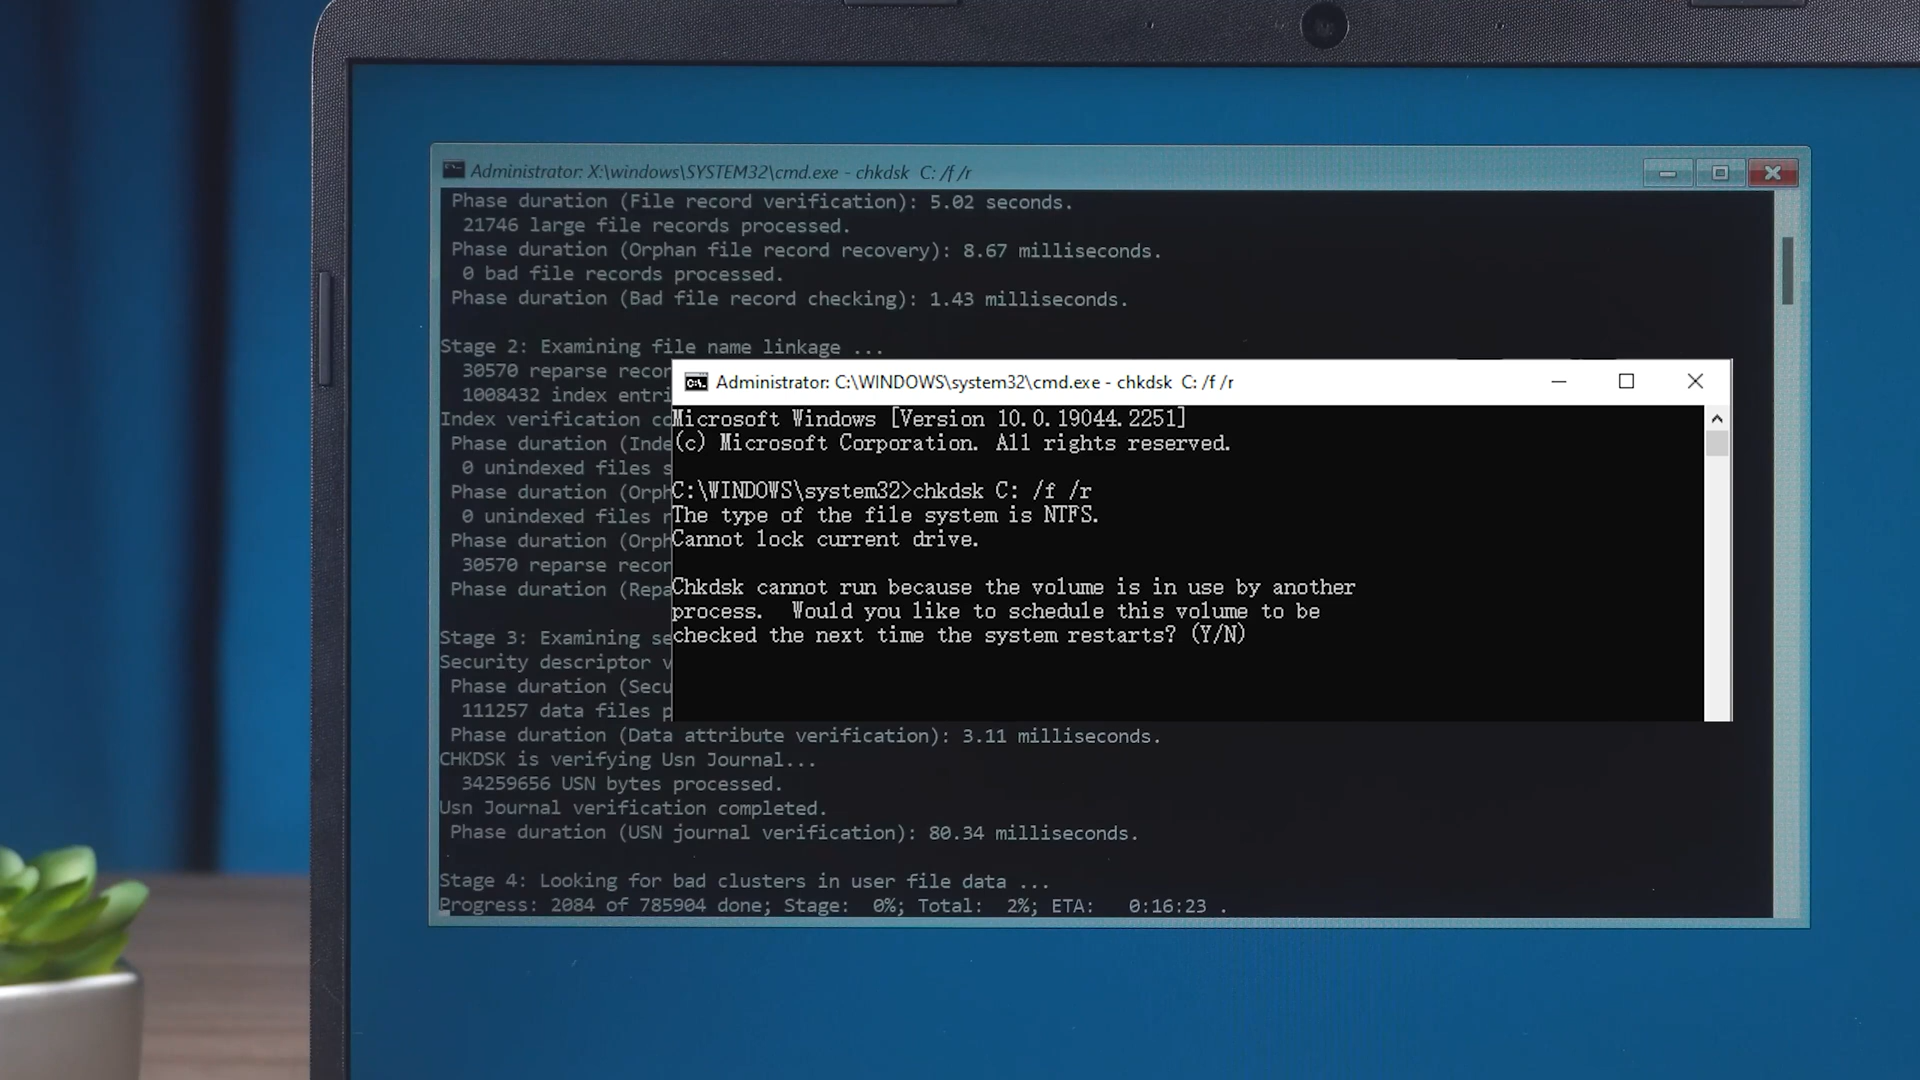 Administrator: X:\windows\SYSTEM32\cmd.exe - chkdsk  C: /f /r
Phase duration (File record verification): 5.02 seconds.
21746 large file records processed.
Phase duration (Orphan file record recovery): 8.67 milliseconds.
0 bad file records processed.
Phase duration (Bad file record checking): 1.43 milliseconds.
Stage 2: Examining file name linkage ...
30570 reparse recor
1008432 index entri
Index verification co
Phase duration (Inde
0 unindexed files s
Phase duration (Orph
0 unindexed files r
Phase duration (Orph
30570 reparse recor
Phase duration (Repa
Stage 3: Examining se
Security descriptor v
Phase duration (Secu
111257 data files p
Phase duration (Data attribute verification): 3.11 milliseconds.
CHKDSK is verifying Usn Journal...
34259656 USN bytes processed.
Usn Journal verification completed.
Phase duration (USN journal verification): 80.34 milliseconds.
Stage 4: Looking for bad clusters in user file data ...
Progress: 2084 of 785904 done; Stage:  0%; Total:  2%; ETA:   0:16:23 .
Administrator: C:\WINDOWS\system32\cmd.exe - chkdsk  C: /f /r
Microsoft Windows [Version 10.0.19044.2251]
(c) Microsoft Corporation. All rights reserved.
C:\WINDOWS\system32>chkdsk C: /f /r
The type of the file system is NTFS.
Cannot lock current drive.
Chkdsk cannot run because the volume is in use by another
process.  Would you like to schedule this volume to be
checked the next time the system restarts? (Y/N)